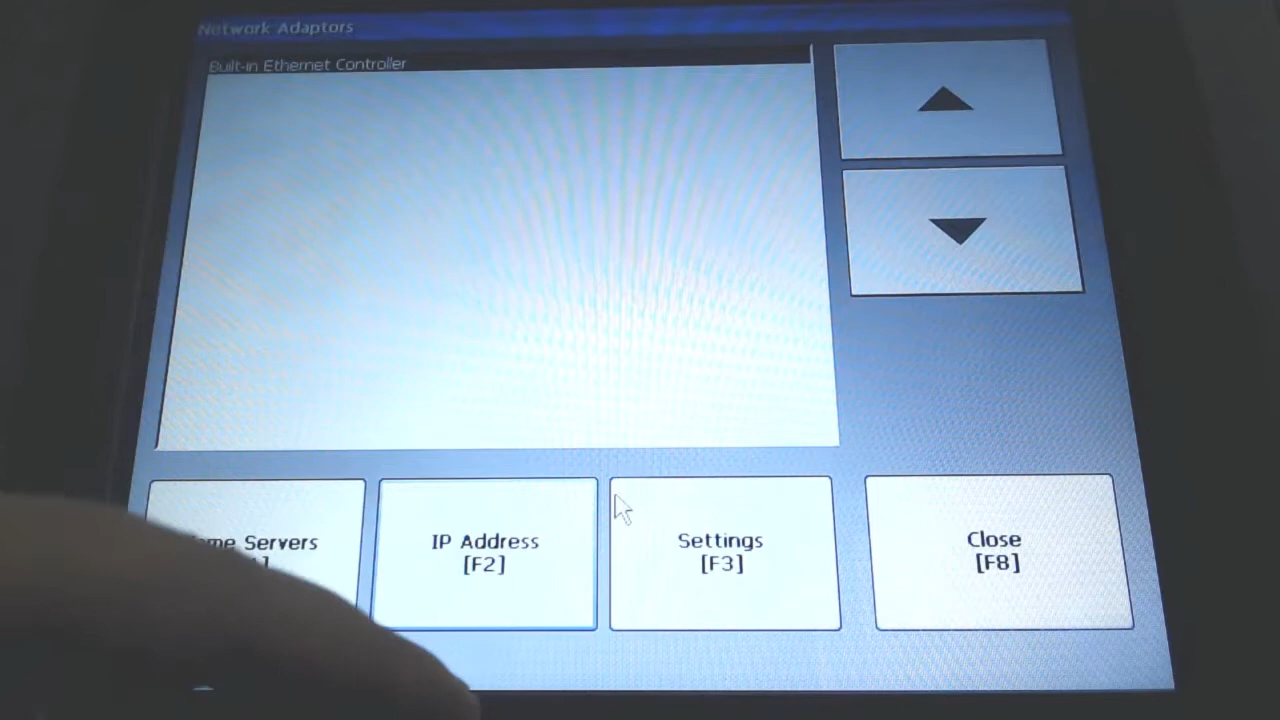 Network Adaptors
Built-in Ethernet Controller
Servers
IP Address
[F2]
Settings
[F3]
Close
[F8]